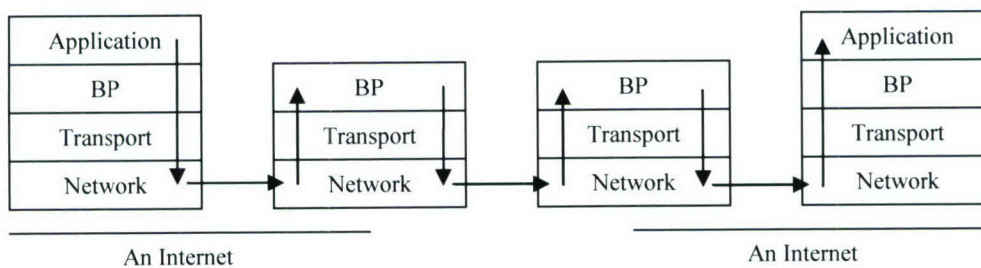 Application
BP
Transport
Network
BP
Transport
Network
BP
Transport
Network
Application
BP
Transport
Network
An Internet
An Internet